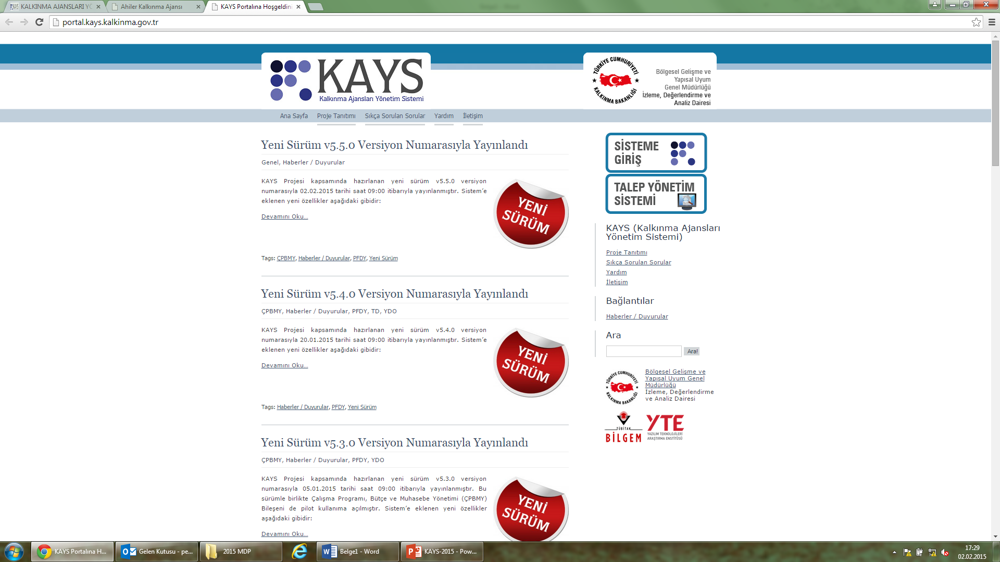 KALKINMA AJANSLARI YÖ
Ahiler Kalkınma Ajansı
KAYS Portalına Hoşgeldini
portal.kays.kalkinma.gov.tr
KAYS
Kalkınma Ajansları Yönetim Sistemi
TÜRKİYE CUMHURİYETİ
KALKINMA BAKANLIĞI
Bölgesel Gelişme ve
Yapısal Uyum
Genel Müdürlüğü
İzleme, Değerlendirme ve
Analiz Dairesi
Ana Sayfa Proje Tanıtımı Sıkça Sorulan Sorular Yardım İletişim
Yeni Sürüm v5.5.0 Versiyon Numarasıyla Yayınlandı
Genel, Haberler / Duyurular
KAYS Projesi kapsamında hazırlanan yeni sürüm v5.5.0 versiyon
numarasıyla 02.02.2015 tarihi saat 09:00 itibarıyla yayınlanmıştır. Sistem’e
eklenen yeni özellikler aşağıdaki gibidir:
Devamını Oku...
YENİ
SÜRÜM
Tags: ÇPBMY, Haberler / Duyurular, PFDY, Yeni Sürüm
Yeni Sürüm v5.4.0 Versiyon Numarasıyla Yayınlandı
ÇPBMY, Haberler / Duyurular, PFDY, TD, YDO
KAYS Projesi kapsamında hazırlanan yeni sürüm v5.4.0 versiyon
numarasıyla 20.01.2015 tarihi saat 09:00 itibarıyla yayınlanmıştır. Sistem’e
eklenen yeni özellikler aşağıdaki gibidir:
Devamını Oku...
YENİ
SÜRÜM
Tags: Haberler / Duyurular, PFDY, Yeni Sürüm
Yeni Sürüm v5.3.0 Versiyon Numarasıyla Yayınlandı
ÇPBMY, Haberler / Duyurular, PFDY, YDO
KAYS Projesi kapsamında hazırlanan yeni sürüm v5.3.0 versiyon
numarasıyla 05.01.2015 tarihi saat 09:00 itibarıyla yayınlanmıştır. Bu
sürümle birlikte Çalışma Programı, Bütçe ve Muhasebe Yönetimi (ÇPBMY)
Bileşeni de pilot kullanıma açılmıştır. Sistem’e eklenen yeni özellikler
aşağıdaki gibidir:
Devamını Oku...
YENİ
SÜRÜM
SİSTEME
GİRİŞ
TALEP YÖNETİM
SİSTEMİ
KAYS (Kalkınma Ajansları
Yönetim Sistemi)
Proje Tanıtımı
Sıkça Sorulan Sorular
Yardım
İletişim
Bağlantılar
Haberler / Duyurular
Ara
Ara!
TÜRKİYE CUMHURİYETİ
KALKINMA BAKANLIĞI
Bölgesel Gelişme ve
Yapısal Uyum Genel
Müdürlüğü
İzleme, Değerlendirme
ve Analiz Dairesi
TÜBİTAK
BİLGEM
YTE
YAZILIM TEKNOLOJİLERİ
ARAŞTIRMA ENSTİTÜSÜ
KAYS Portalına H...
Gelen Kutusu - pe...
2015 MDP
Belge1 - Word
KAYS-2015 - Pow...
17:29
02.02.2015